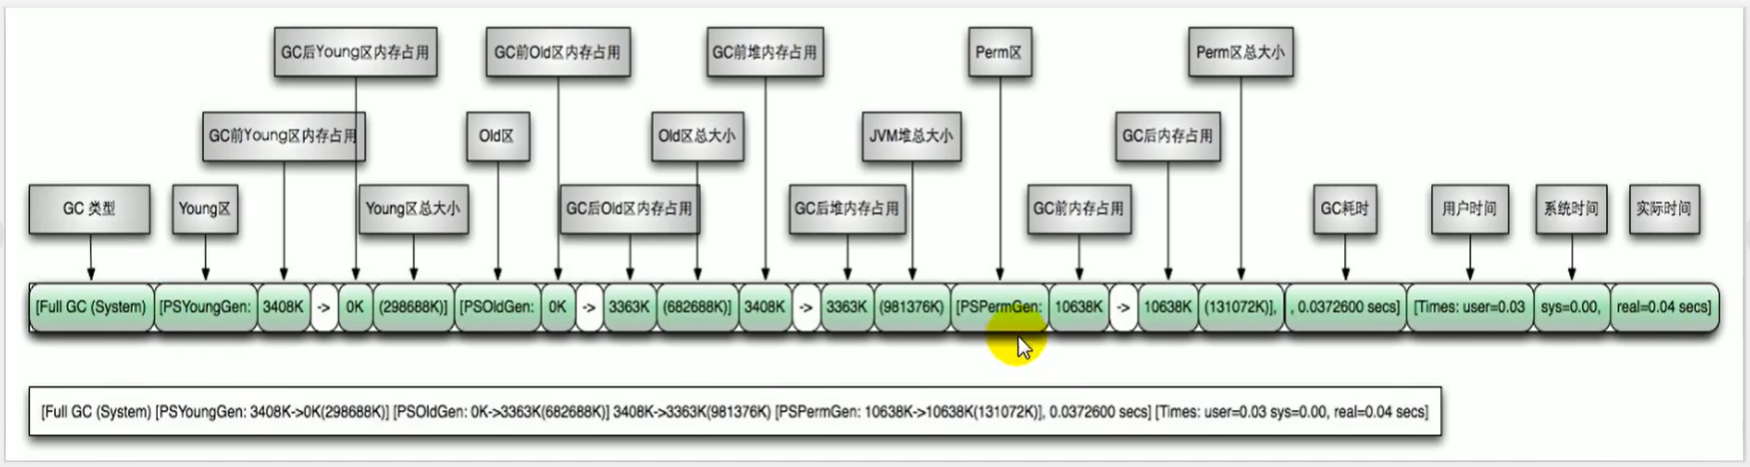 GC后Young区内存占用 GC前Old区内存占用 GC前堆内存占用 Perm区 Perm区总大小
GC前Young区内存占用 Old区 Old区总大小 JVM堆总大小 GC后内存占用
GC 类型 Young区 Young区总大小 GC后Old区内存占用 GC后堆内存占用 GC前内存占用 GC耗时 用户时间 系统时间 实际时间
[Full GC (System) [PSYoungGen: 3408K -> 0K (298688K)] [PSOldGen: 0K -> 3363K (682688K)] 3408K -> 3363K (981376K) [PSPermGen: 10638K -> 10638K (131072K)], , 0.0372600 secs] [Times: user=0.03 sys=0.00, real=0.04 secs]
[Full GC (System) [PSYoungGen: 3408K->0K(298688K)] [PSOldGen: 0K->3363K(682688K)] 3408K->3363K(981376K) [PSPermGen: 10638K->10638K(131072K)], 0.0372600 secs] [Times: user=0.03 sys=0.00, real=0.04 secs]